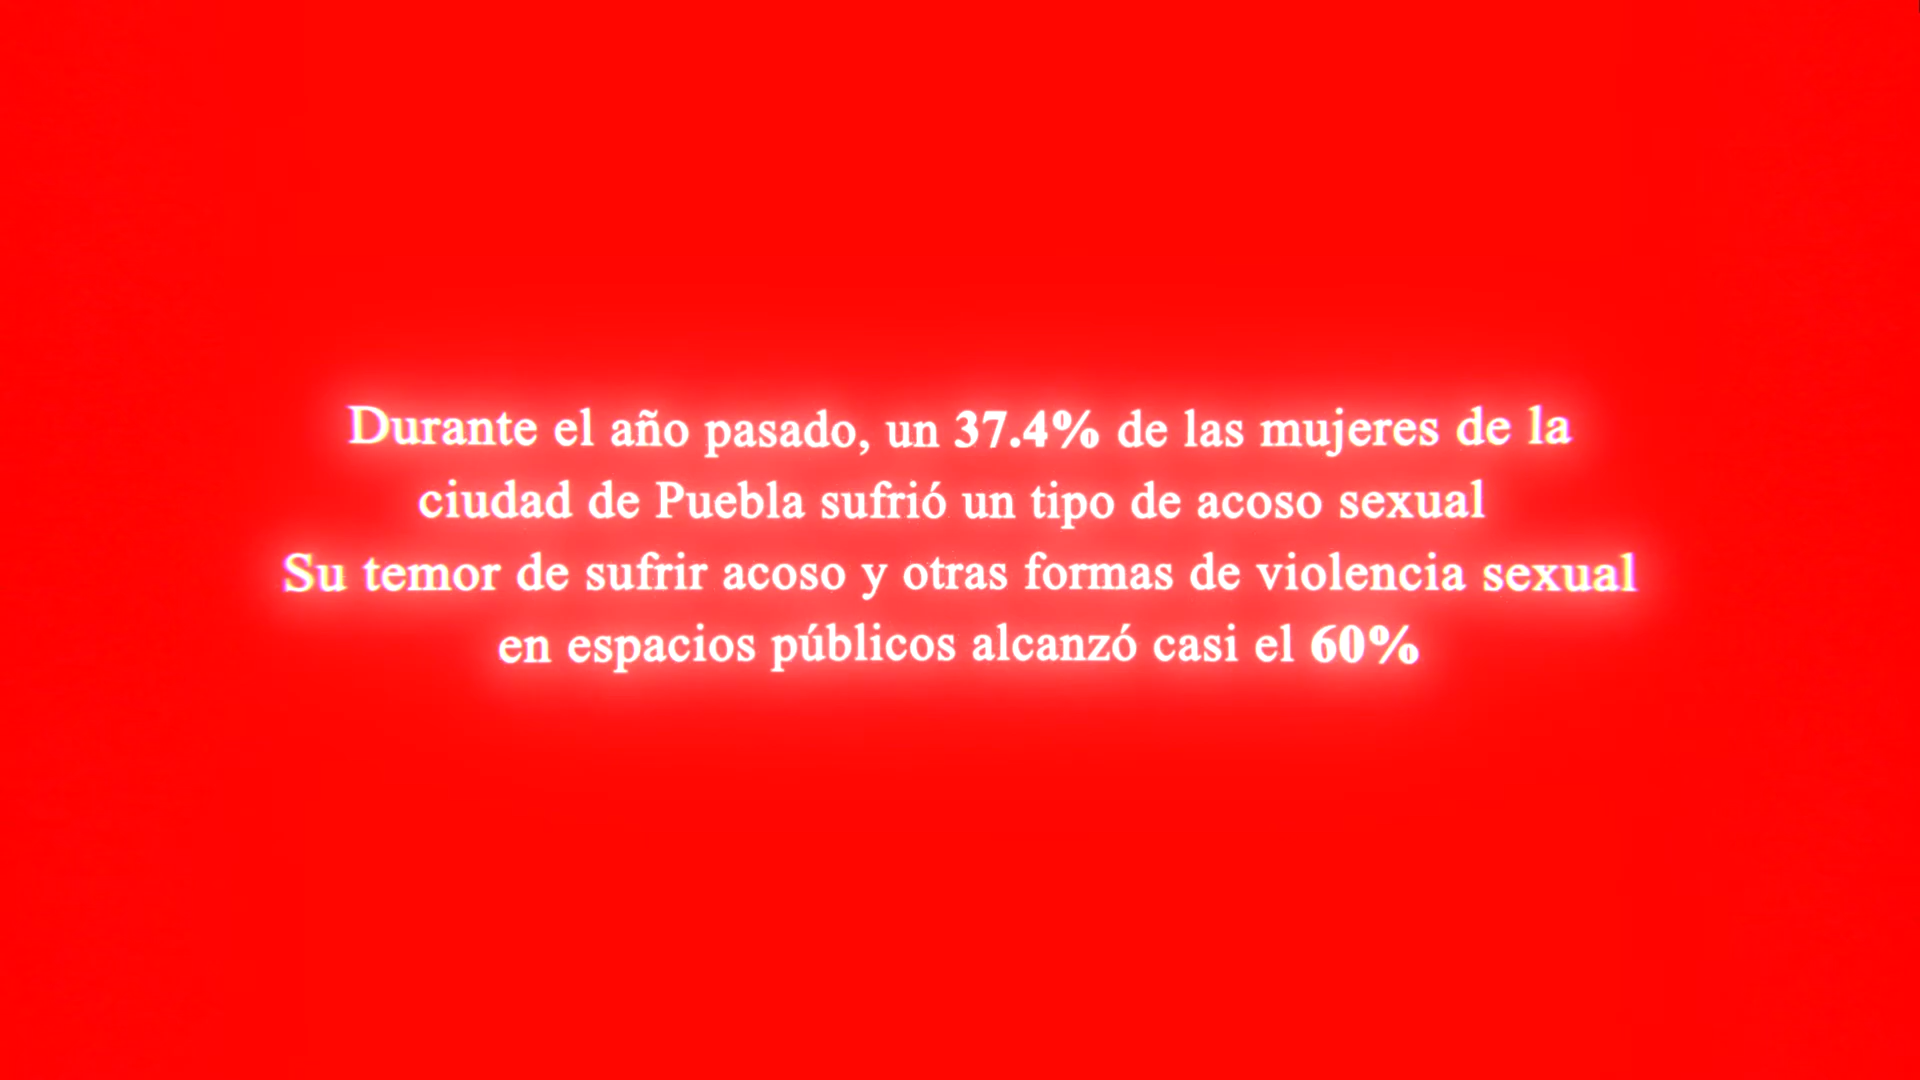 Durante el año pasado, un 37.4% de las mujeres de la
ciudad de Puebla sufrió un tipo de acoso sexual
Su temor de sufrir acoso y otras formas de violencia sexual
en espacios públicos alcanzó casi el 60%